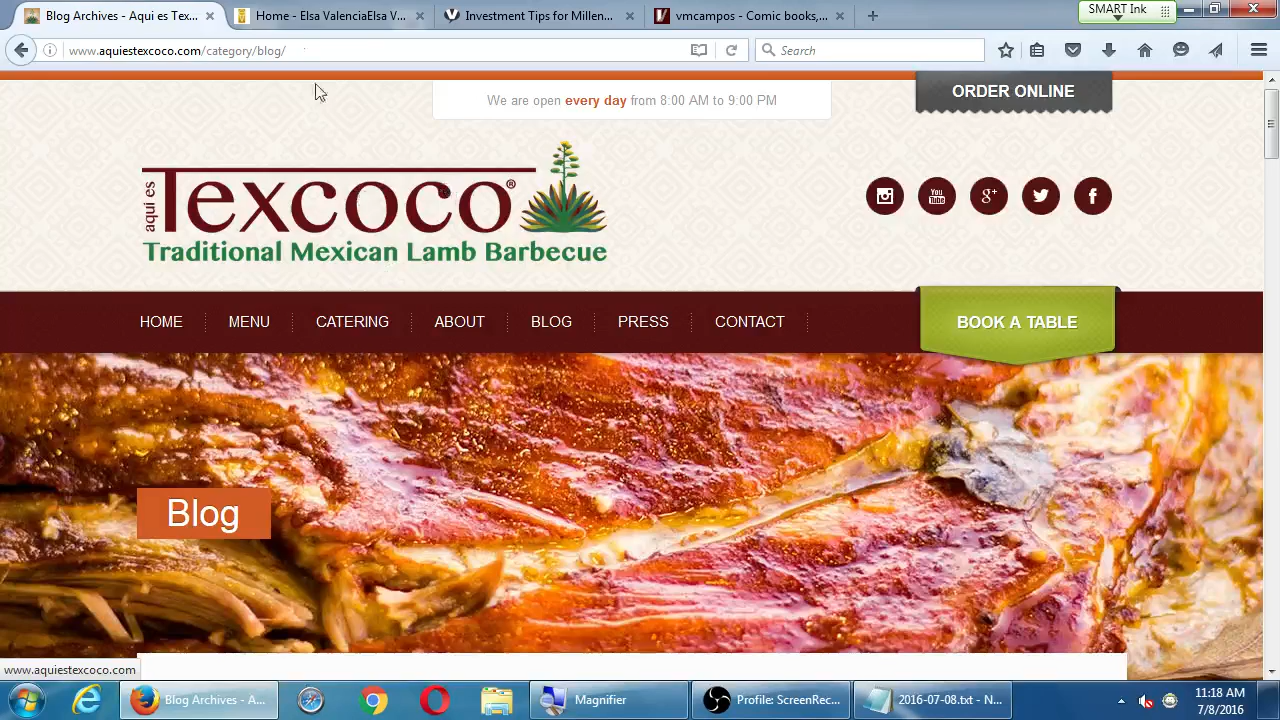 Blog Archives - Aqui es Tex...
Home - Elsa ValenciaElsa V...
Investment Tips for Millen...
vmcampos - Comic books,...
SMART Ink
www.aquiestexcoco.com/category/blog/
Search
We are open every day from 8:00 AM to 9:00 PM
ORDER ONLINE
aquí es Texcoco®
Traditional Mexican Lamb Barbecue
You Tube
g+
f
HOME
MENU
CATERING
ABOUT
BLOG
PRESS
CONTACT
BOOK A TABLE
Blog
www.aquiestexcoco.com
Blog Archives - A...
Magnifier
Profile: ScreenRec...
2016-07-08.txt - N...
11:18 AM
7/8/2016